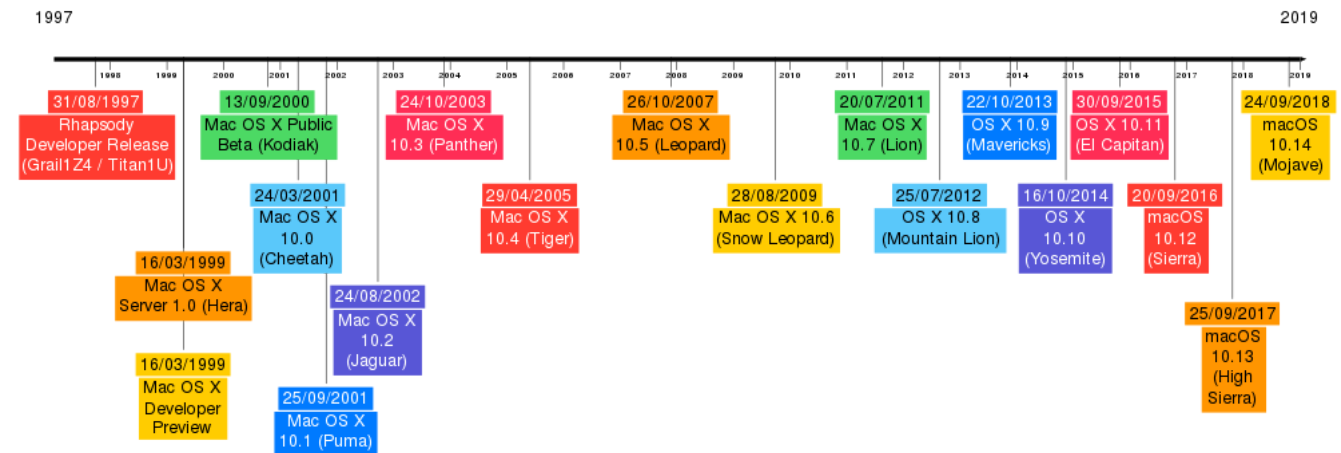 1997
2019
1998
1999
2000
2001
2002
2003
2004
2005
2006
2007
2008
2009
2010
2011
2012
2013
2014
2015
2016
2017
2018
2019
31/08/1997
Rhapsody
Developer Release
(Grail1Z4 / Titan1U)
16/03/1999
Mac OS X
Server 1.0 (Hera)
16/03/1999
Mac OS X
Developer
Preview
13/09/2000
Mac OS X Public
Beta (Kodiak)
24/03/2001
Mac OS X
10.0
(Cheetah)
25/09/2001
Mac OS X
10.1 (Puma)
24/08/2002
Mac OS X
10.2
(Jaguar)
24/10/2003
Mac OS X
10.3 (Panther)
29/04/2005
Mac OS X
10.4 (Tiger)
26/10/2007
Mac OS X
10.5 (Leopard)
28/08/2009
Mac OS X 10.6
(Snow Leopard)
20/07/2011
Mac OS X
10.7 (Lion)
25/07/2012
OS X 10.8
(Mountain Lion)
22/10/2013
OS X 10.9
(Mavericks)
16/10/2014
OS X
10.10
(Yosemite)
30/09/2015
OS X 10.11
(El Capitan)
20/09/2016
macOS
10.12
(Sierra)
25/09/2017
macOS
10.13
(High
Sierra)
24/09/2018
macOS
10.14
(Mojave)